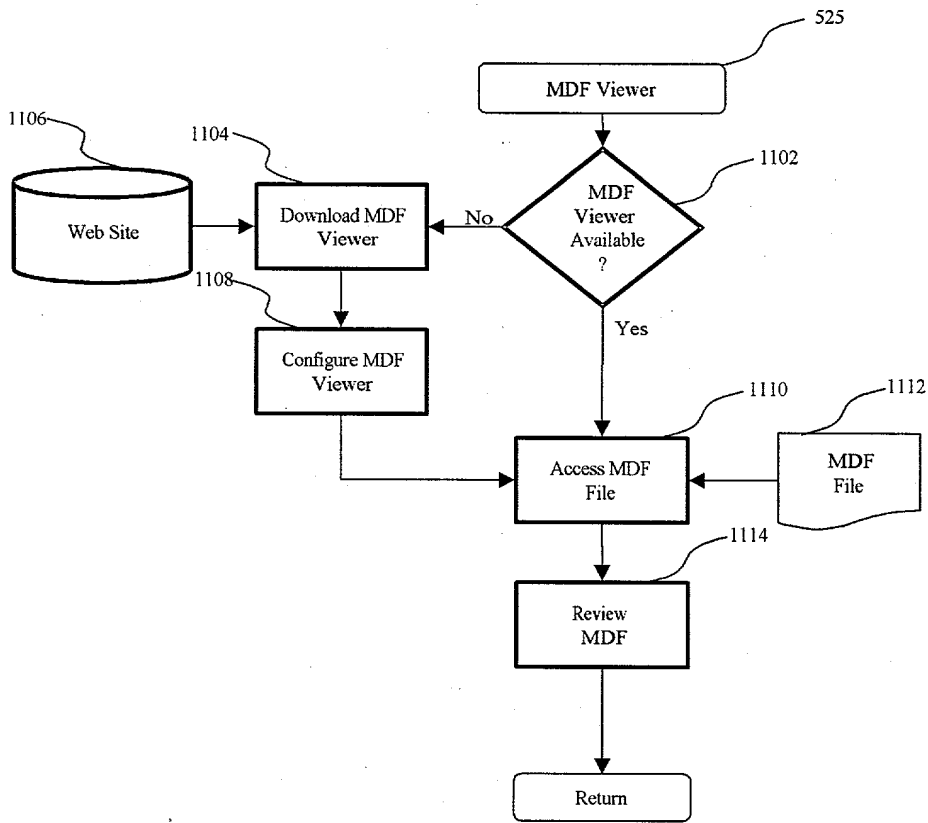 525
MDF Viewer
1106
1104
1102
MDF
Viewer
Available
?
No
Download MDF
Viewer
Web Site
1108
Yes
Configure MDF
Viewer
1110
1112
Access MDF
File
MDF
File
1114
Review
MDF
Return